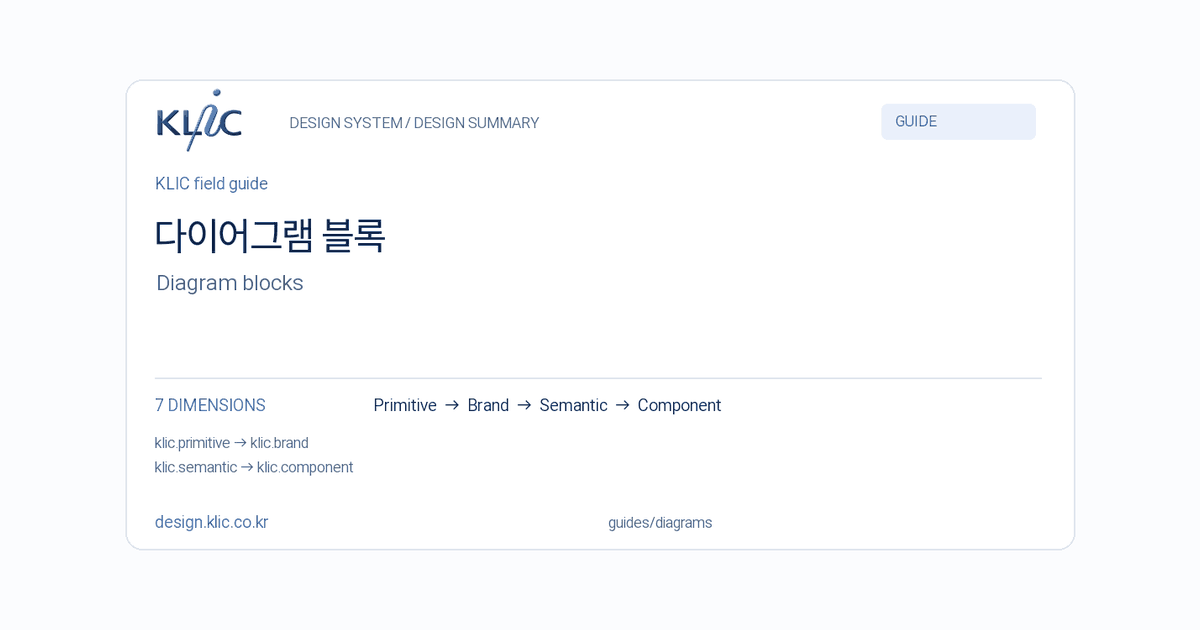 KLiC
DESIGN SYSTEM / DESIGN SUMMARY
GUIDE
KLIC field guide
다이어그램 블록
Diagram blocks
7 DIMENSIONS
Primitive → Brand → Semantic → Component
klic.primitive → klic.brand
klic.semantic → klic.component
design.klic.co.kr
guides/diagrams